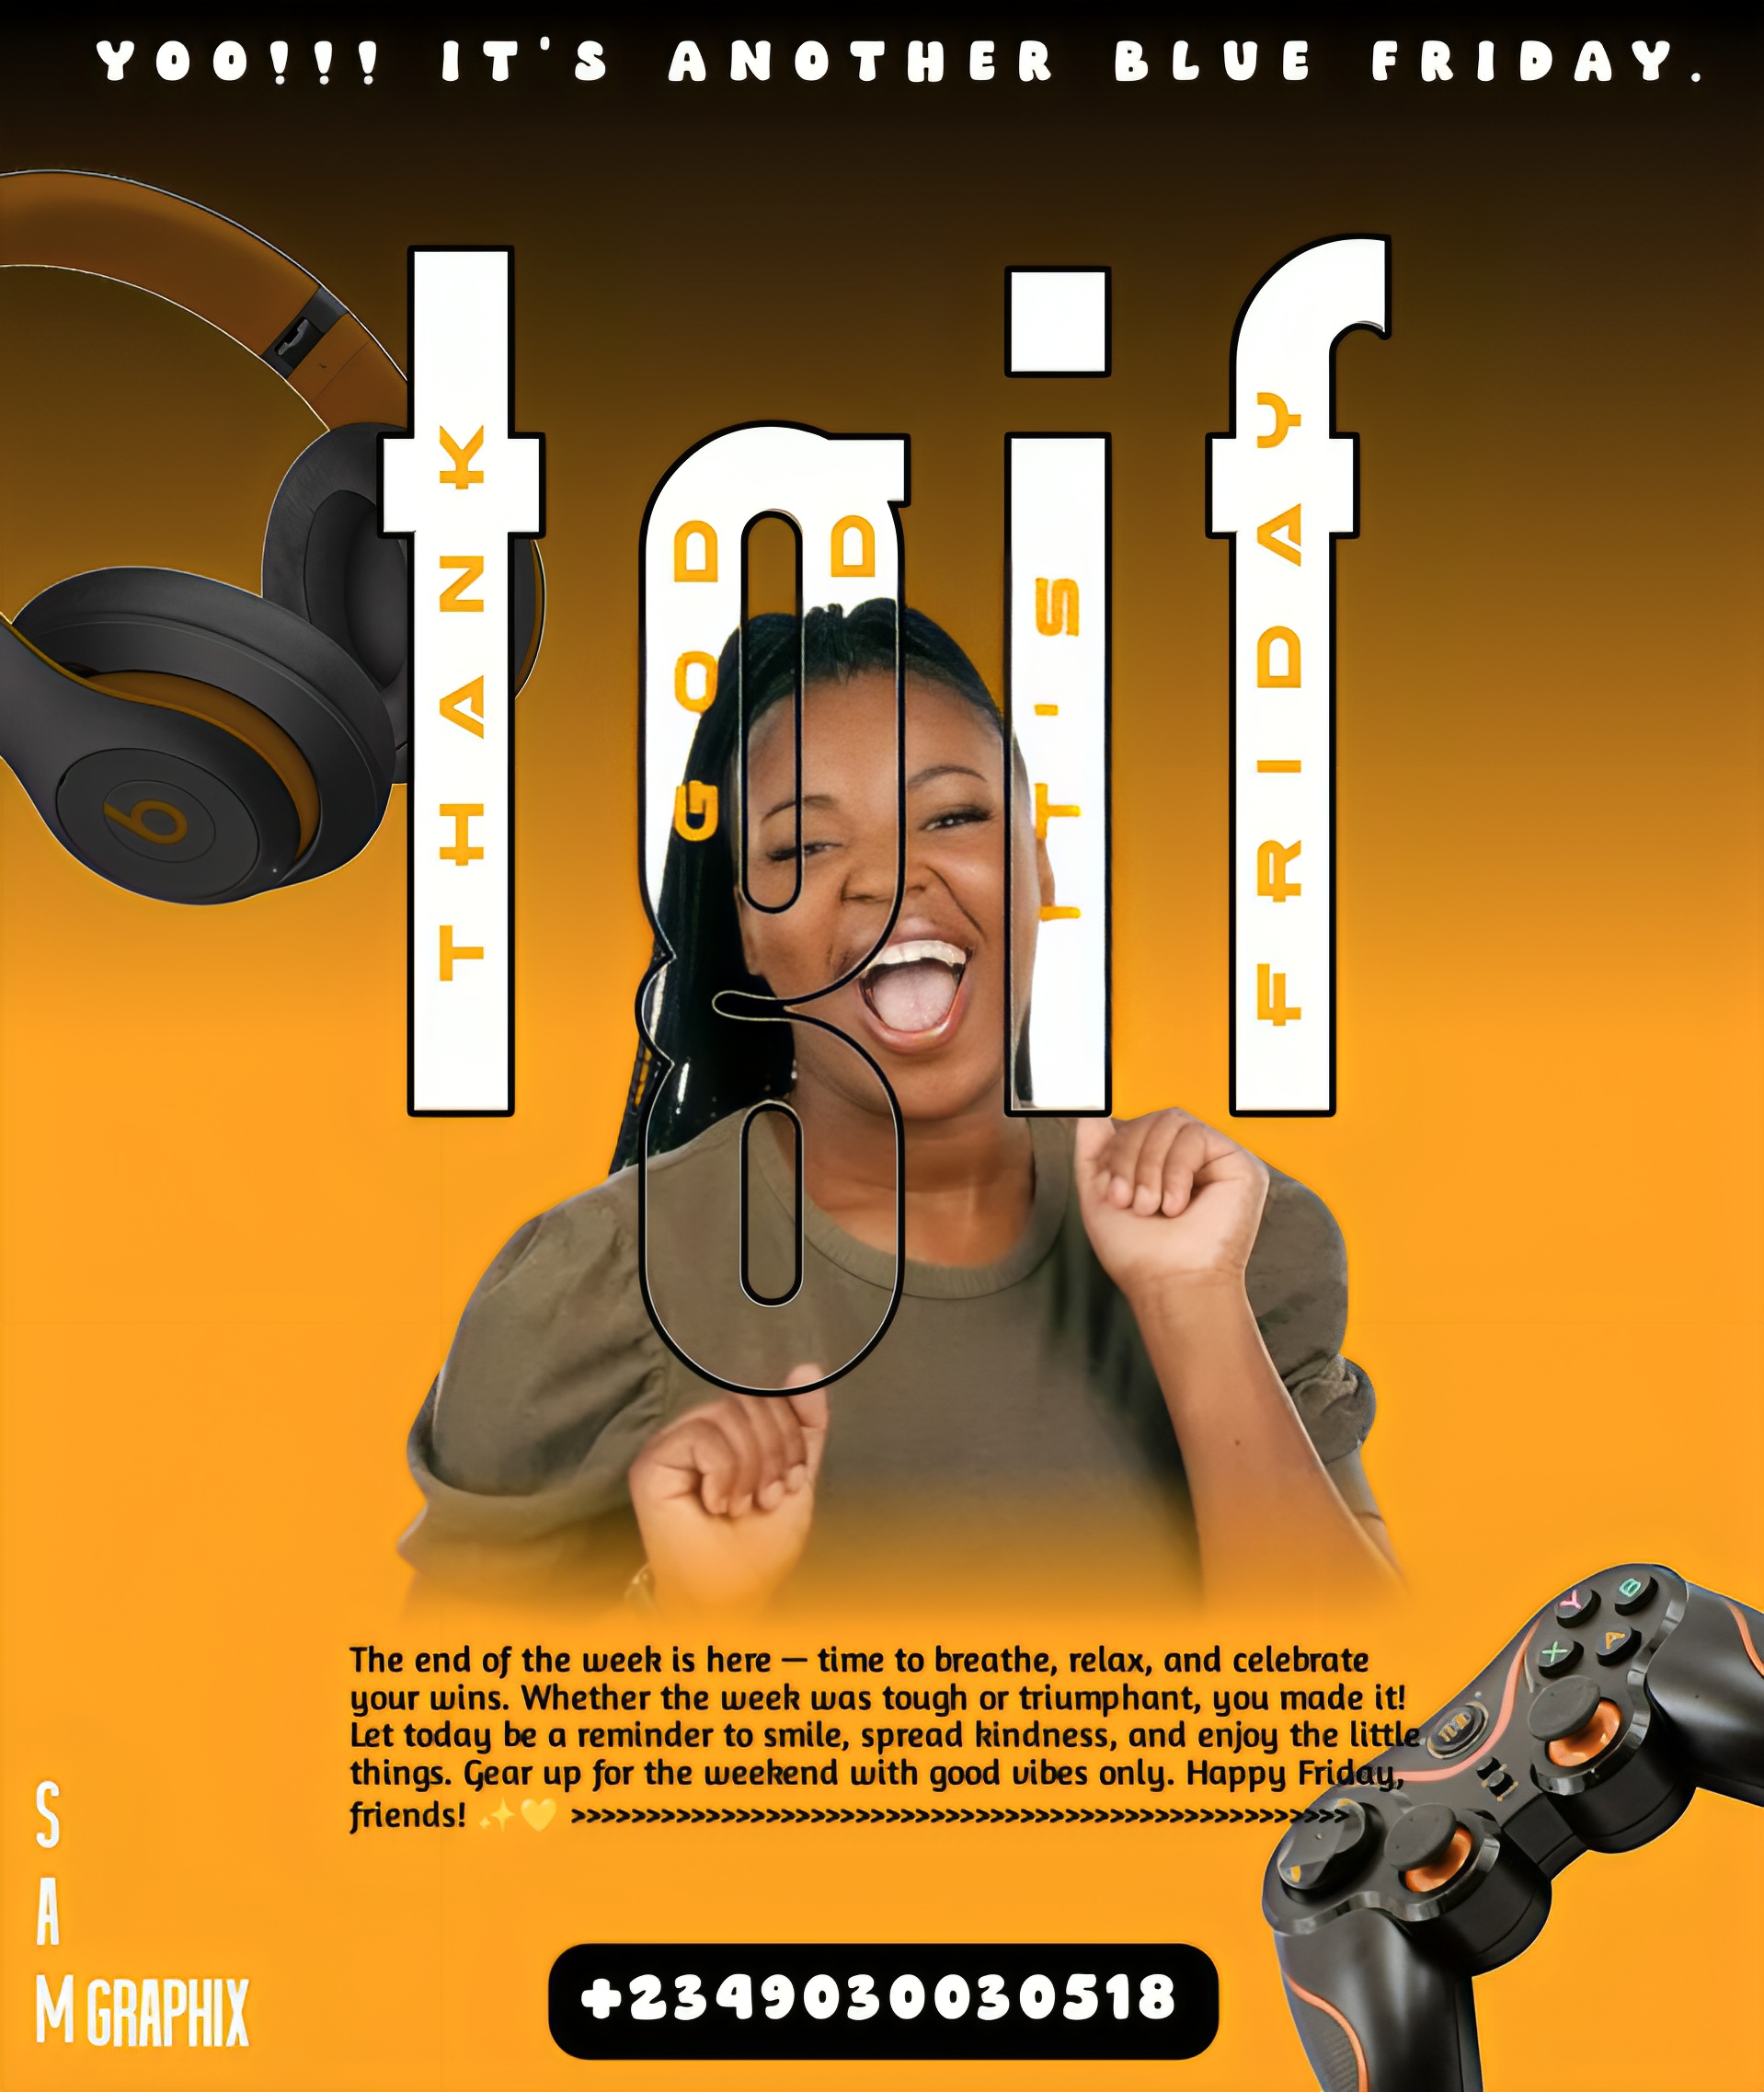 YOO!!! IT'S ANOTHER BLUE FRIDAY.
tgif
THANK
GOD
D
IT'S
FRIDAY
The end of the week is here — time to breathe, relax, and celebrate
your wins. Whether the week was tough or triumphant, you made it!
Let today be a reminder to smile, spread kindness, and enjoy the little
things. Gear up for the weekend with good vibes only. Happy Friday,
friends! ✨💛 >>>>>>>>>>>>>>>>>>>>>>>>>>>>>>>>>>>>>>>>>>>>>>>>>>>>
S
A
M GRAPHIX
+2349030030518
b
Y
B
X
A